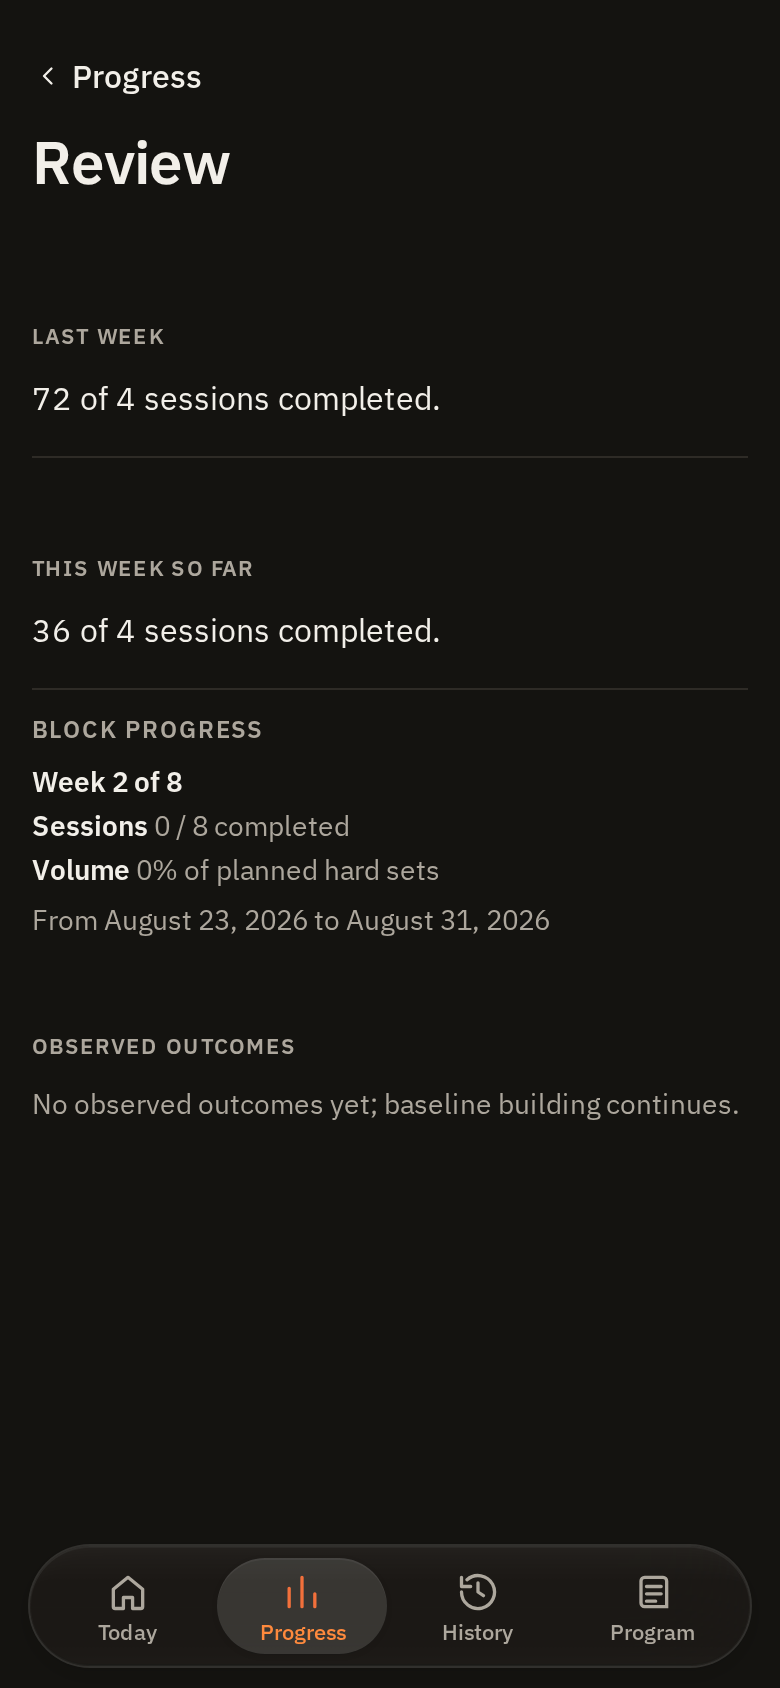 Progress
Review
LAST WEEK
72 of 4 sessions completed.
THIS WEEK SO FAR
36 of 4 sessions completed.
BLOCK PROGRESS
Week 2 of 8
Sessions 0 / 8 completed
Volume 0% of planned hard sets
From August 23, 2026 to August 31, 2026
OBSERVED OUTCOMES
No observed outcomes yet; baseline building continues.
Today
Progress
History
Program